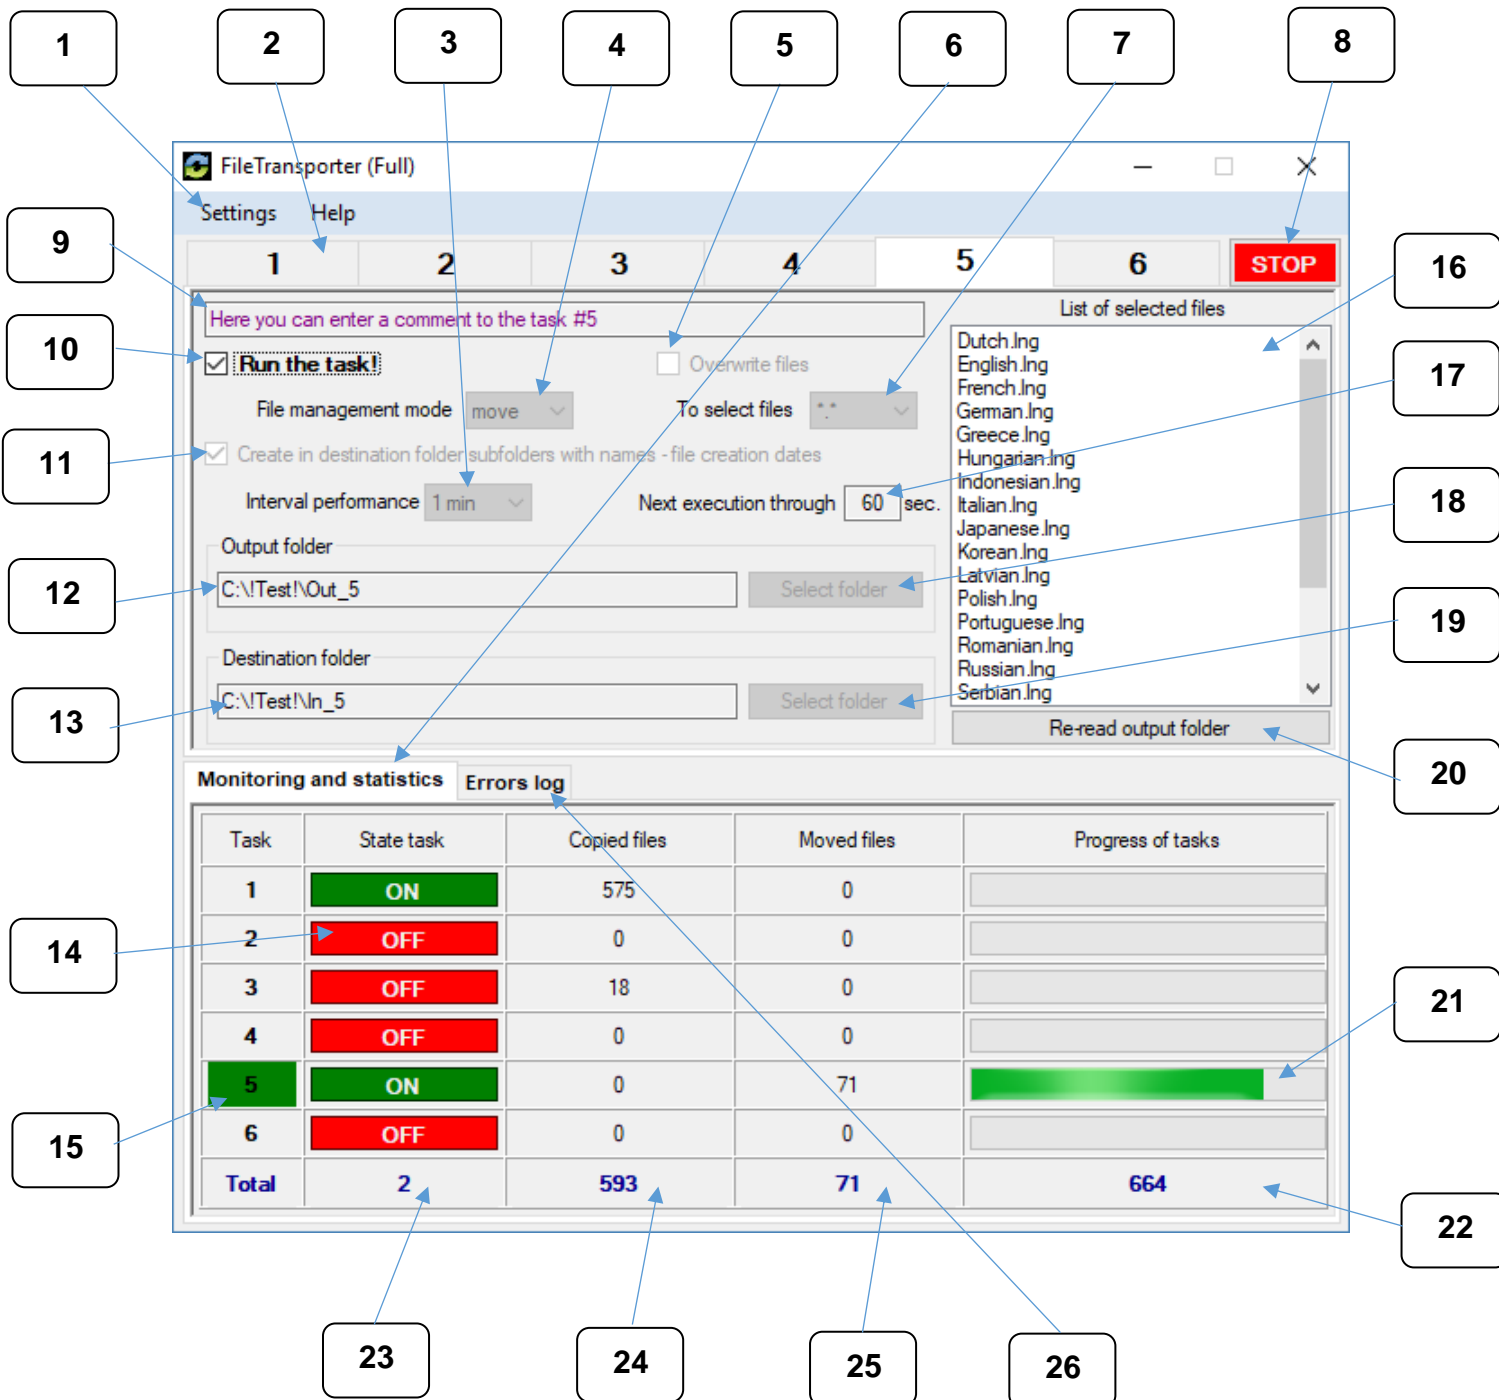 1 2 3 4 5 6 7 8
FileTransporter (Full)
Settings Help
9
1 2 3 4 5 6 STOP
16
List of selected files
Here you can enter a comment to the task #5
10
Run the task!
Overwrite files
17
File management mode move
To select files *.*
11
Create in destination folder subfolders with names - file creation dates
Interval performance 1 min
Next execution through 60 sec.
18
Output folder
12
C:\!Test!\Out_5
Select folder
19
Destination folder
13
C:\!Test!\In_5
Select folder
Dutch.lng
English.lng
French.lng
German.lng
Greece.lng
Hungarian.lng
Indonesian.lng
Italian.lng
Japanese.lng
Korean.lng
Latvian.lng
Polish.lng
Portuguese.lng
Romanian.lng
Russian.lng
Serbian.lng
Re-read output folder
20
Monitoring and statistics Errors log
Task State task Copied files Moved files Progress of tasks
1 ON 575 0
2 OFF 0 0
14
3 OFF 18 0
21
4 OFF 0 0
5 ON 0 71
15
6 OFF 0 0
Total 2 593 71 664
22
23 24 25 26